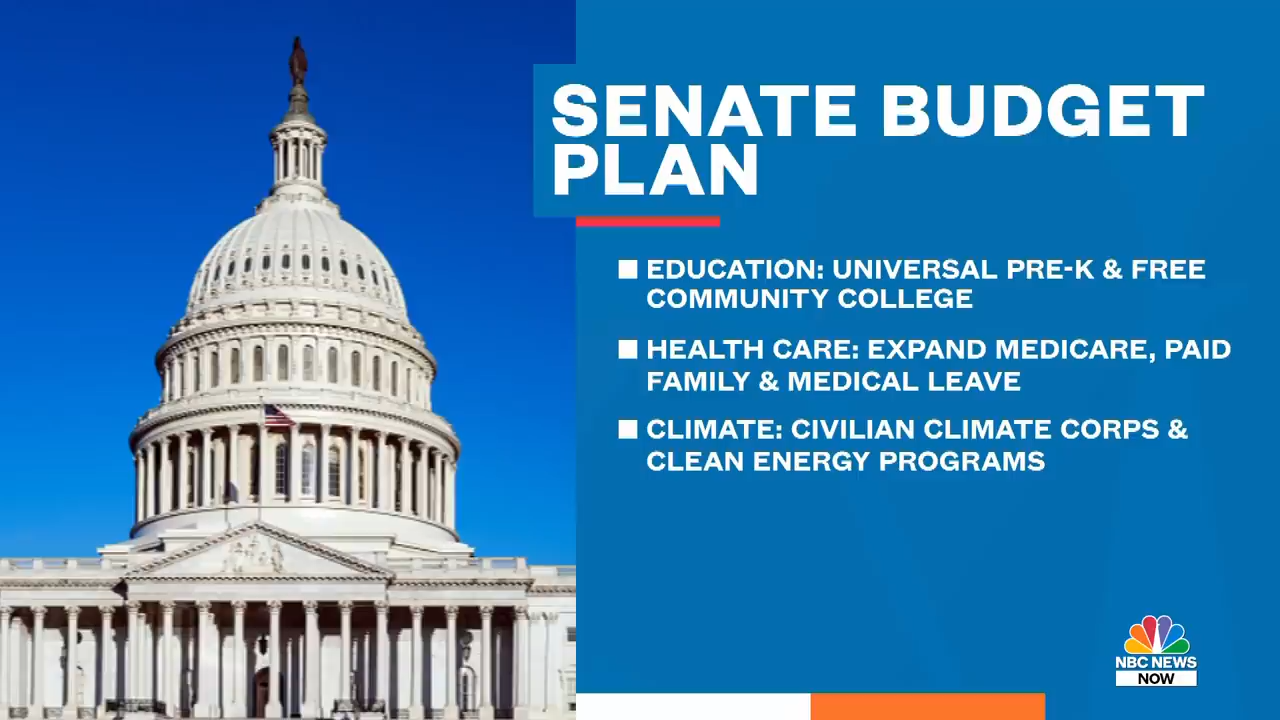 SENATE BUDGET
PLAN
■ EDUCATION: UNIVERSAL PRE-K & FREE
COMMUNITY COLLEGE
■ HEALTH CARE: EXPAND MEDICARE, PAID
FAMILY & MEDICAL LEAVE
■ CLIMATE: CIVILIAN CLIMATE CORPS &
CLEAN ENERGY PROGRAMS
NBC NEWS
NOW